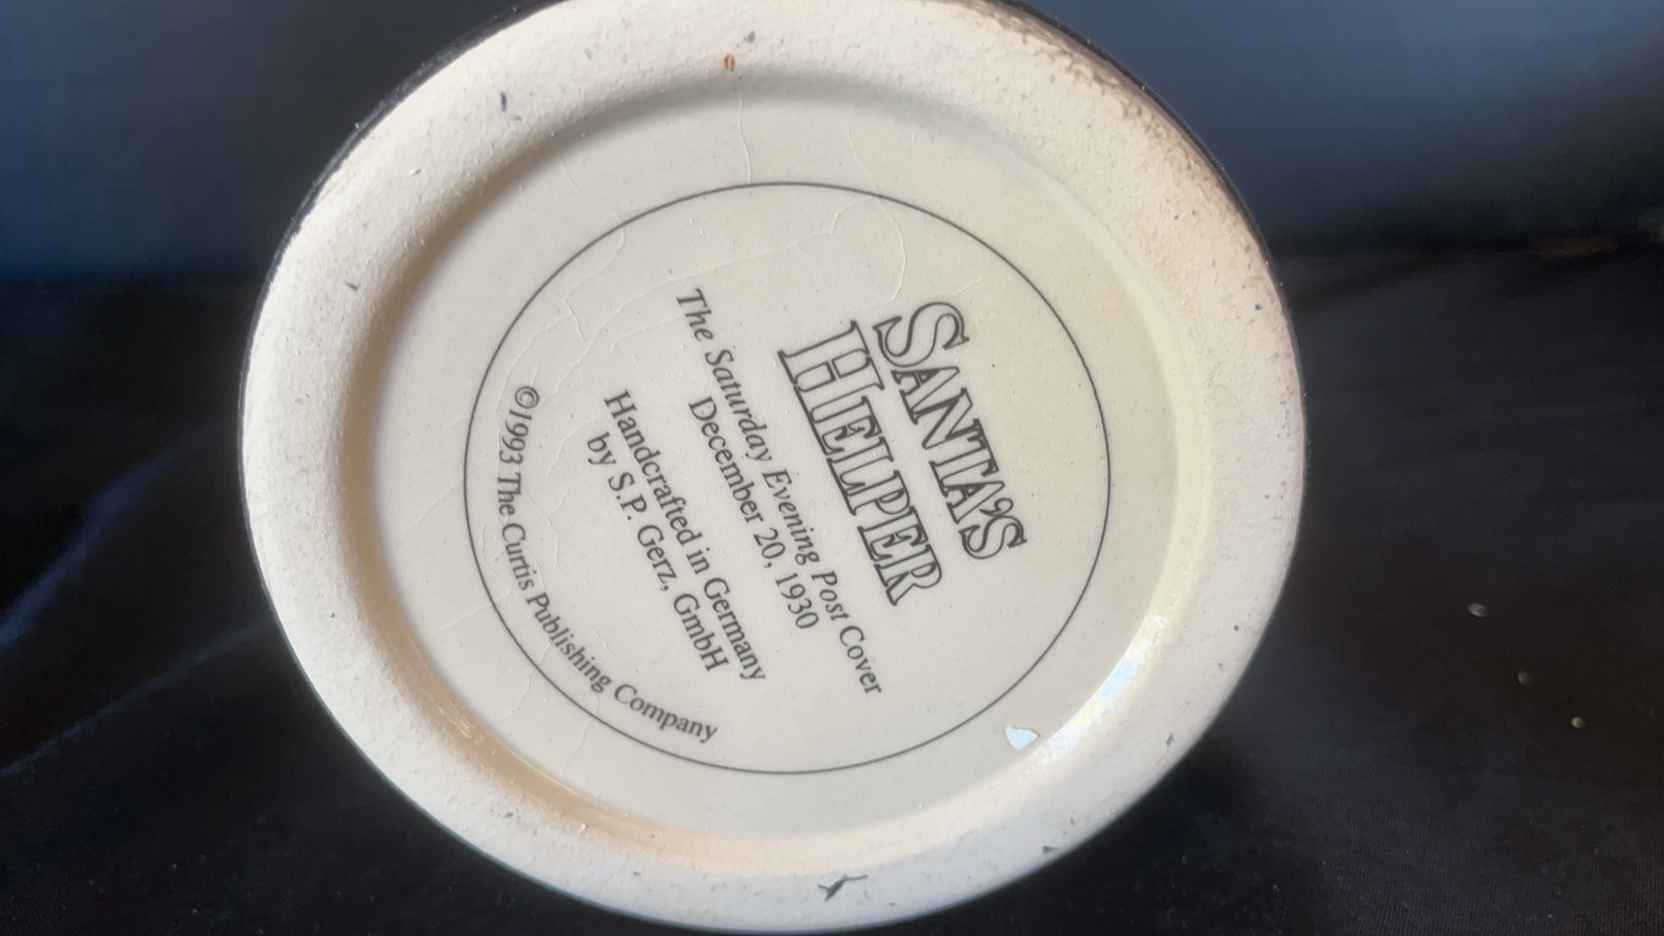 SANTA'S
HELPER
The Saturday Evening Post Cover
December 20, 1930
Handcrafted in Germany
by S.P. Gerz, GmbH
©1993 The Curtis Publishing Company